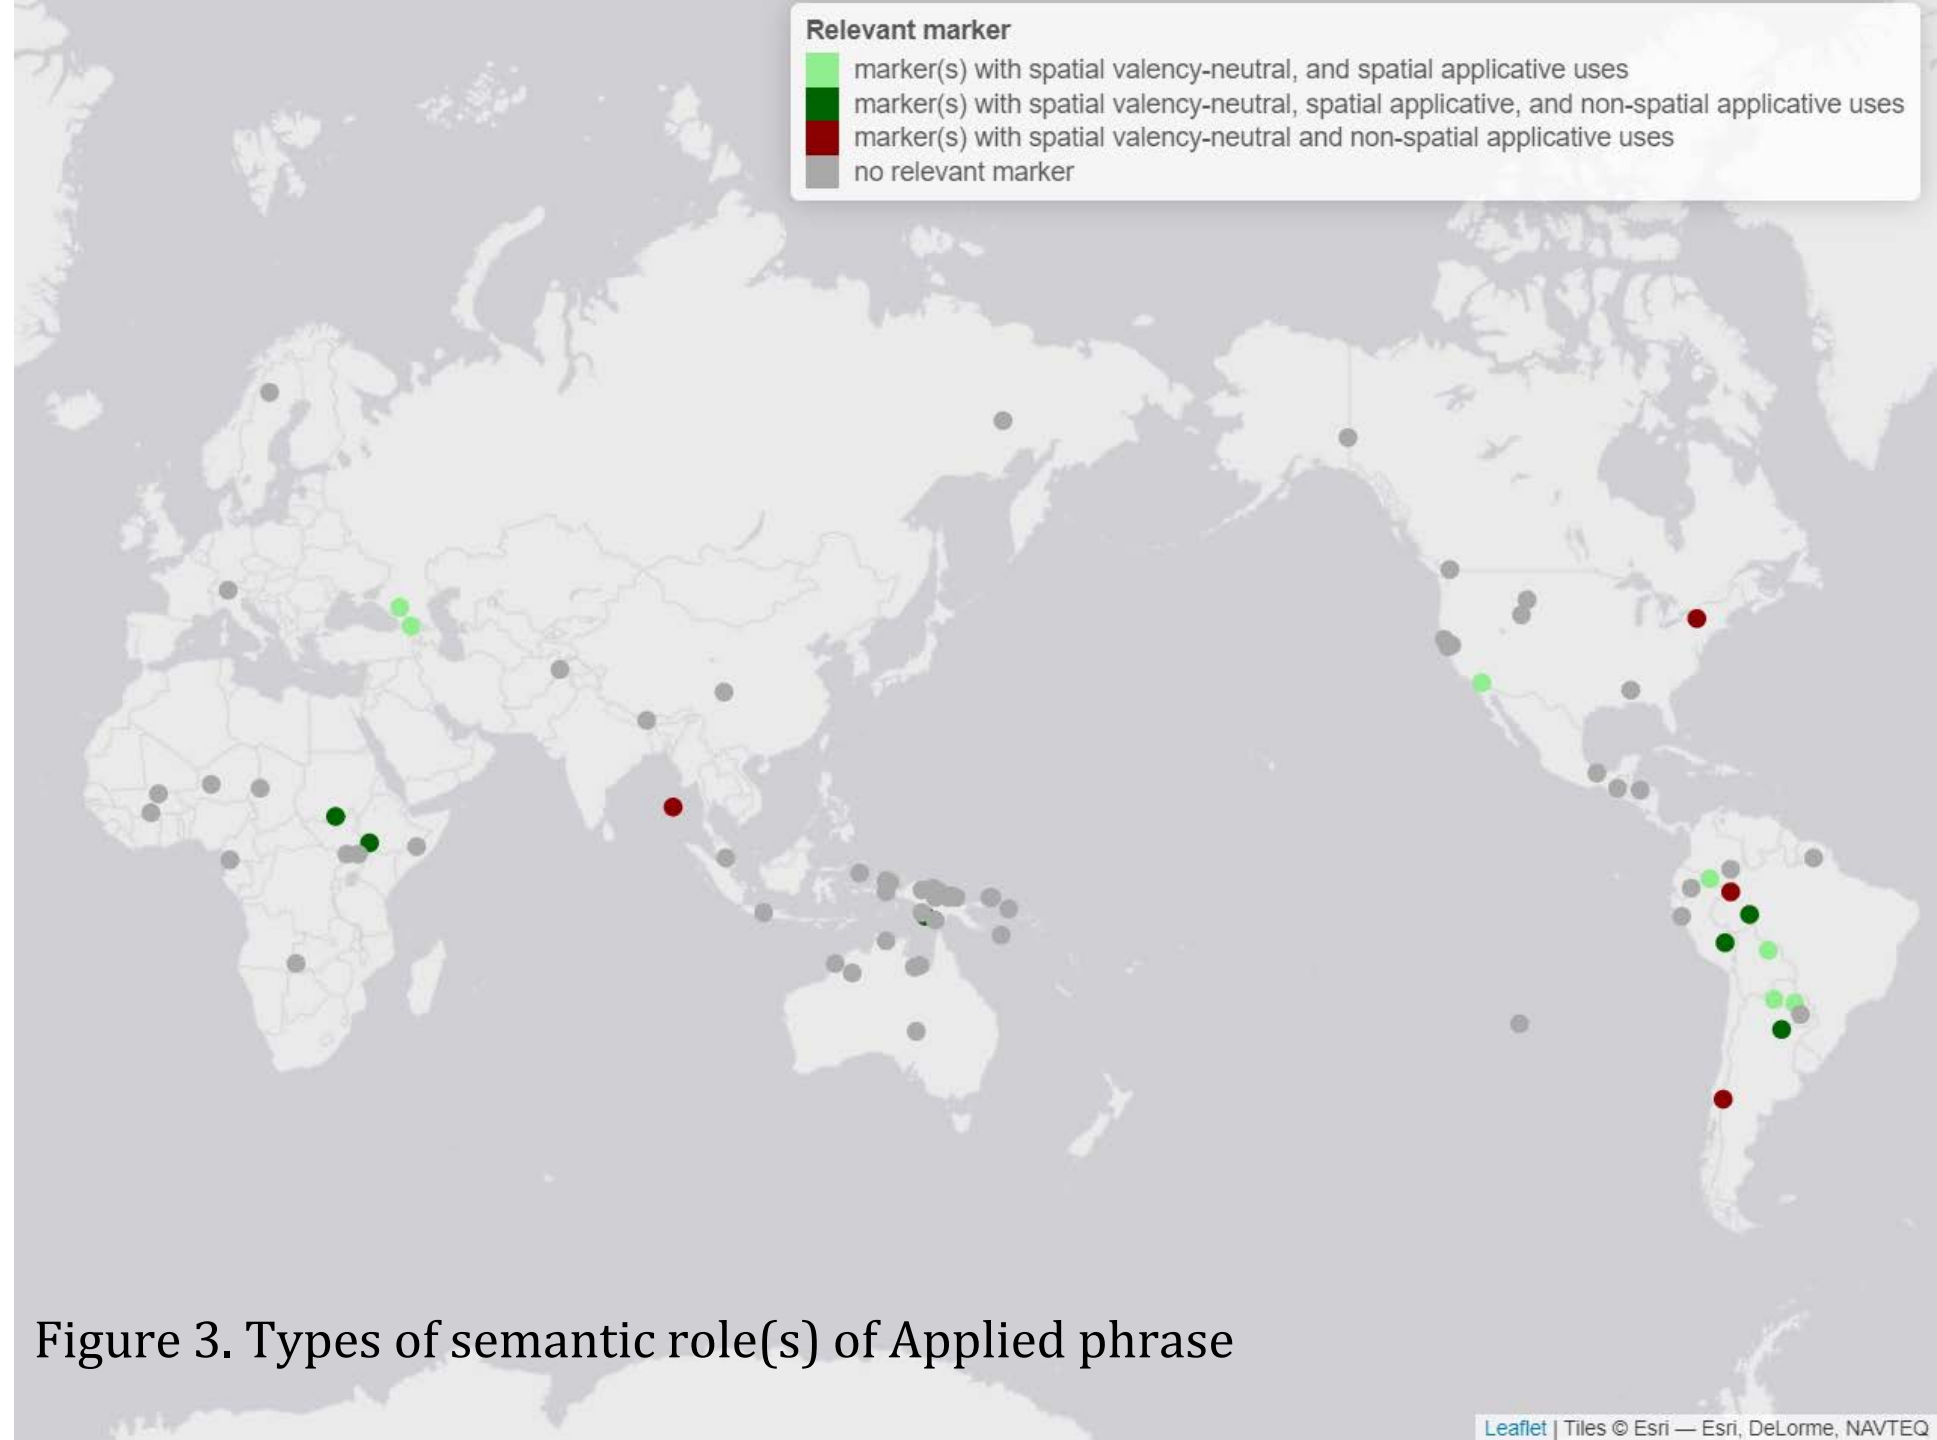 Relevant marker
marker(s) with spatial valency-neutral, and spatial applicative uses
marker(s) with spatial valency-neutral, spatial applicative, and non-spatial applicative uses
marker(s) with spatial valency-neutral and non-spatial applicative uses
no relevant marker
Figure 3. Types of semantic role(s) of Applied phrase
Leaflet | Tiles © Esri — Esri, DeLorme, NAVTEQ